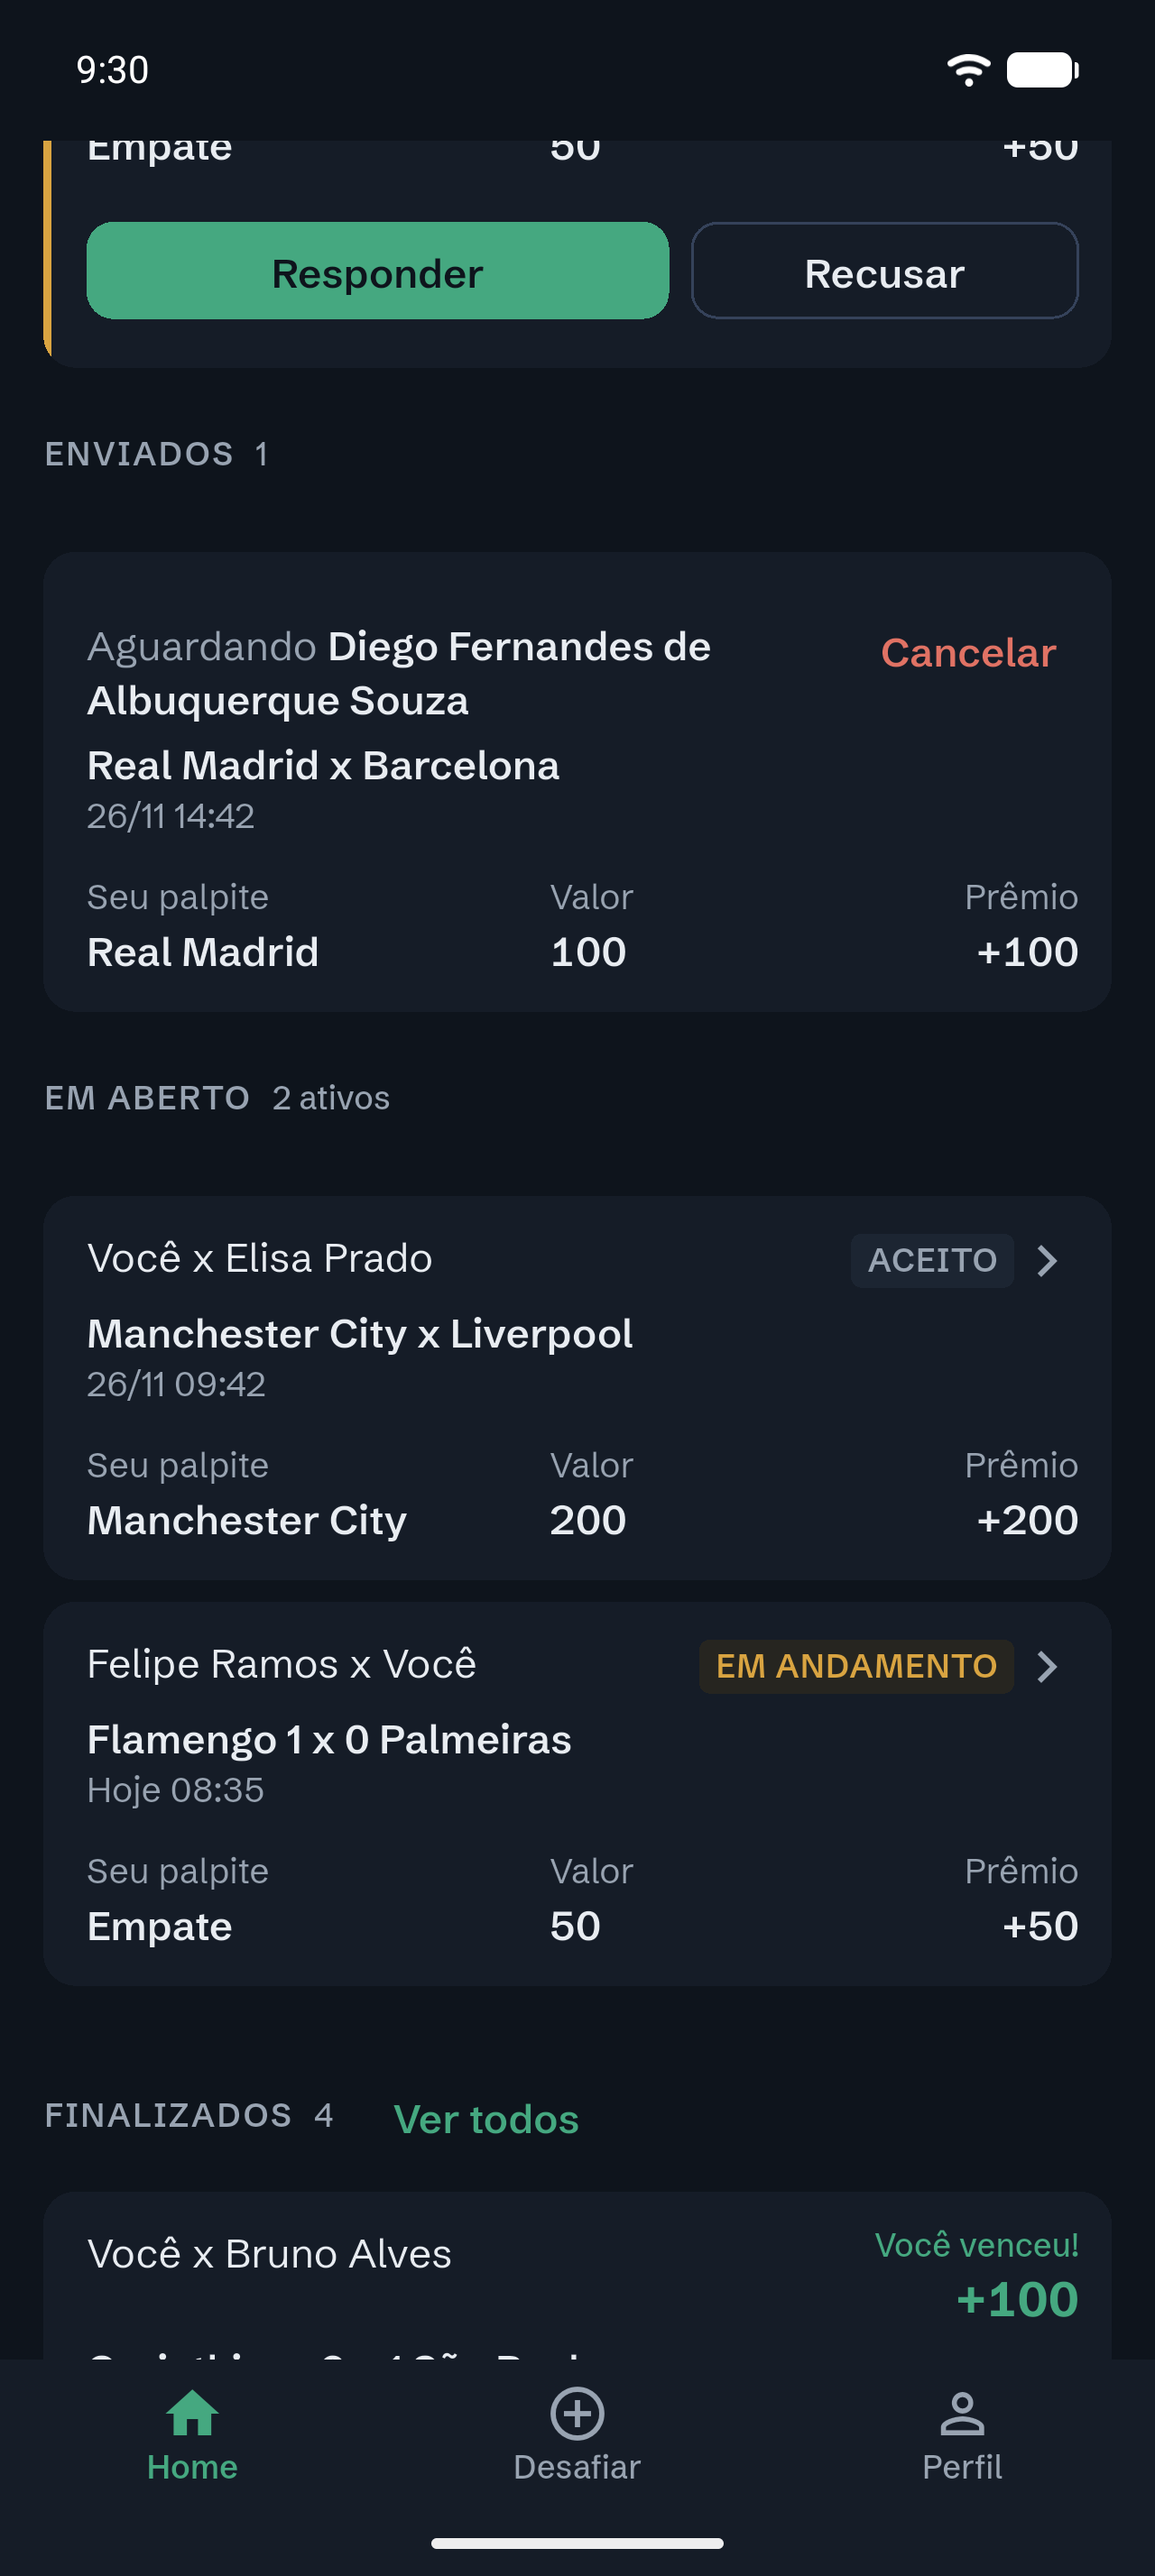 9:30
Empate 50 +50
Responder Recusar
ENVIADOS 1
Aguardando Diego Fernandes de Albuquerque Souza Cancelar
Real Madrid x Barcelona
26/11 14:42
Seu palpite Valor Prêmio
Real Madrid 100 +100
EM ABERTO 2 ativos
Você x Elisa Prado ACEITO
Manchester City x Liverpool
26/11 09:42
Seu palpite Valor Prêmio
Manchester City 200 +200
Felipe Ramos x Você EM ANDAMENTO
Flamengo 1 x 0 Palmeiras
Hoje 08:35
Seu palpite Valor Prêmio
Empate 50 +50
FINALIZADOS 4 Ver todos
Você x Bruno Alves Você venceu!
+100
Home Desafiar Perfil